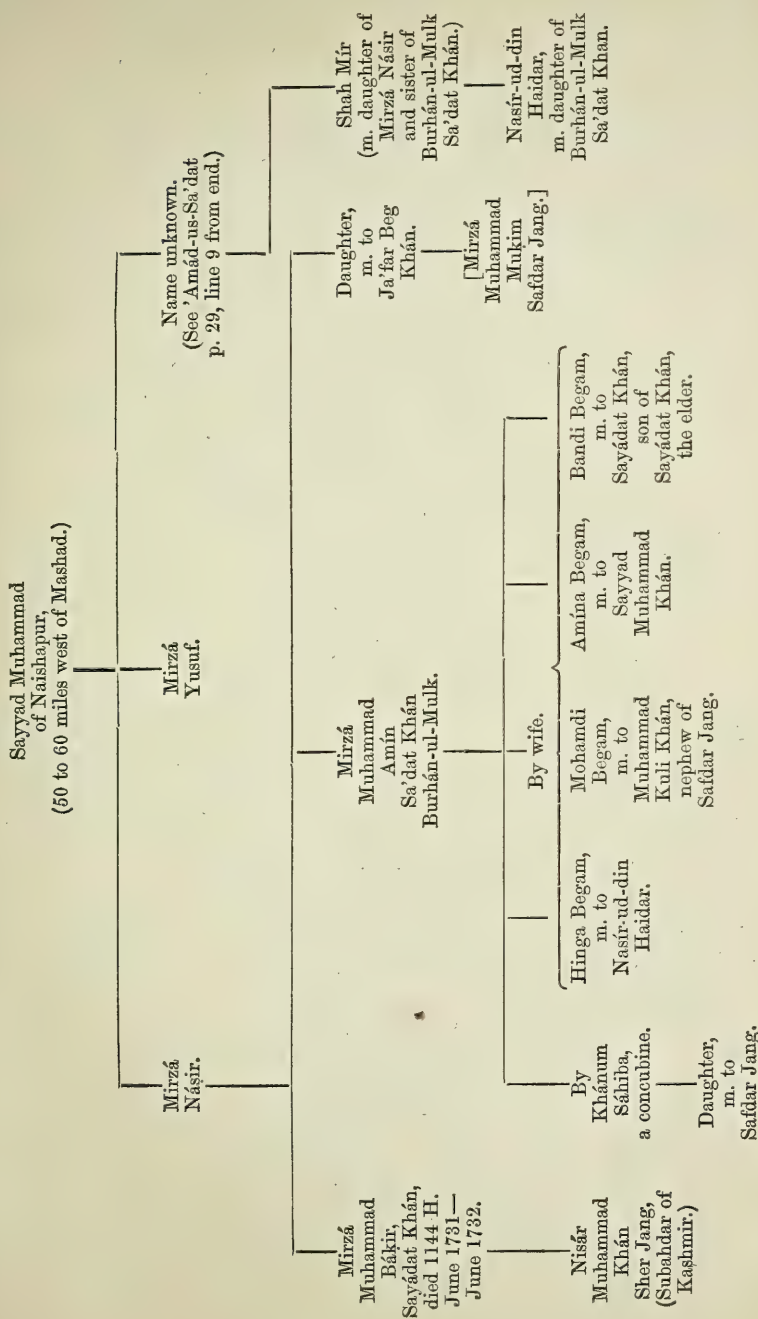 Sayyad Muhammad
of Naishapur,
(50 to 60 miles west of Mashad.)
Mirzá
Násir.
Mirzá
Yusuf.
Name unknown.
(See 'Amád-us-Sa'dat
p. 29, line 9 from end.)
Mirzá
Muhammad
Báḳir,
Sayádat Khán,
died 1144 H.
June 1731—
June 1732.
Mirzá
Muhammad
Amín
Sa'dat Khán
Burhán-ul-Mulk.
Daughter,
m. to
Ja'far Beg
Khán.
Shah Mír
(m. daughter of
Mirzá Násir
and sister of
Burhán-ul-Mulk
Sa'dat Khán.)
Nisár
Muhammad
Khán
Sher Jang,
(Subahdar of
Kashmir.)
By
Khánum
Sáhiba,
a concubine.
By wife.
[Mirzá
Muhammad
Muḳim
Safdar Jang.]
Nasír-ud-din
Haidar,
m. daughter of
Burhán-ul-Mulk
Sa'dat Khan.
Daughter,
m. to
Safdar Jang.
Hinga Begam,
m. to
Nasír-ud-din
Haidar.
Mohamdi
Begam,
m. to
Muhammad
Kuli Khán,
nephew of
Safdar Jang.
Amína Begam,
m. to
Sayyad
Muhammad
Khán.
Bandi Begam,
m. to
Sayádat Khán,
son of
Sayádat Khán,
the elder.